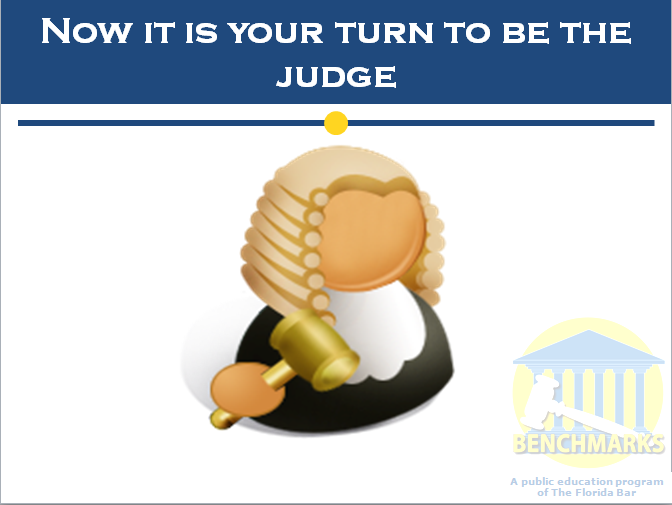 Now it is your turn to be the
judge
BENCHMARKS
A public education program
of The Florida Bar